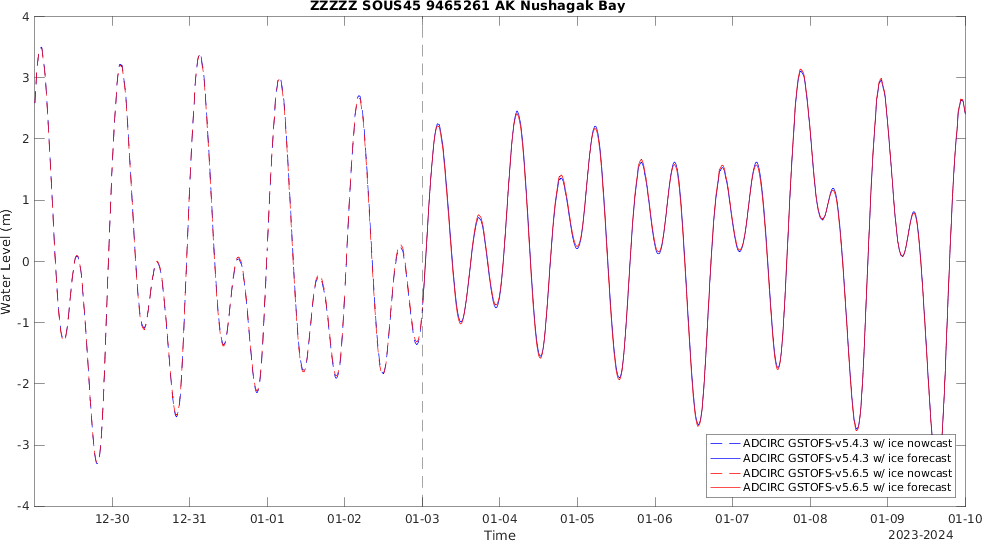 ZZZZZ SOUS45 9465261 AK Nushagak Bay
4
3
2
1
0
-1
-2
-3
-4
Water Level (m)
ADCIRC GSTOFS-v5.4.3 w/ ice nowcast
ADCIRC GSTOFS-v5.4.3 w/ ice forecast
ADCIRC GSTOFS-v5.6.5 w/ ice nowcast
ADCIRC GSTOFS-v5.6.5 w/ ice forecast
12-30 12-31 01-01 01-02 01-03 01-04 01-05 01-06 01-07 01-08 01-09 01-10
Time
2023-2024